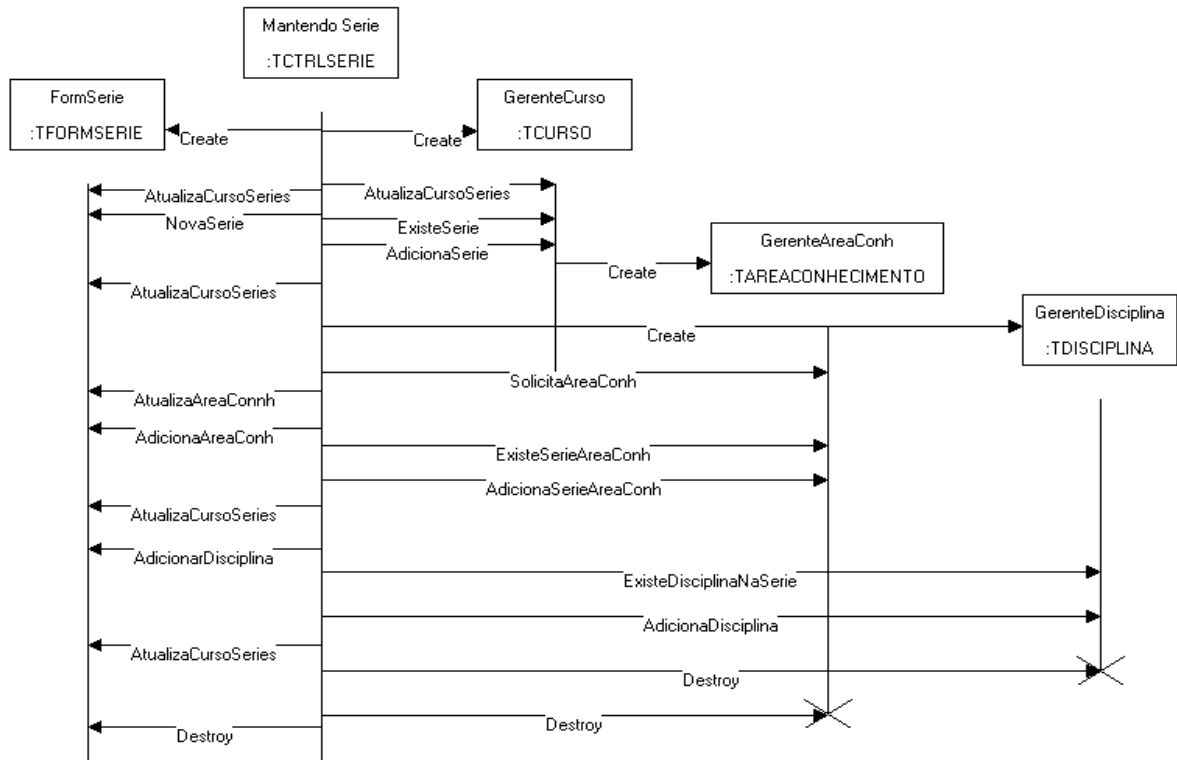 Mantendo Serie
:TCTRLSERIE
FormSerie
:TFORMSERIE
GerenteCurso
:TCURSO
Create
Create
AtualizaCursoSeries
AtualizaCursoSeries
NovaSerie
ExisteSerie
AdicionaSerie
GerenteAreaConh
:TAREACONHECIMENTO
Create
AtualizaCursoSeries
GerenteDisciplina
:TDISCIPLINA
Create
SolicitaAreaConh
AtualizaAreaConnh
AdicionaAreaConh
ExisteSerieAreaConh
AdicionaSerieAreaConh
AtualizaCursoSeries
AdicionarDisciplina
ExisteDisciplinaNaSerie
AdicionaDisciplina
AtualizaCursoSeries
Destroy
Destroy
Destroy